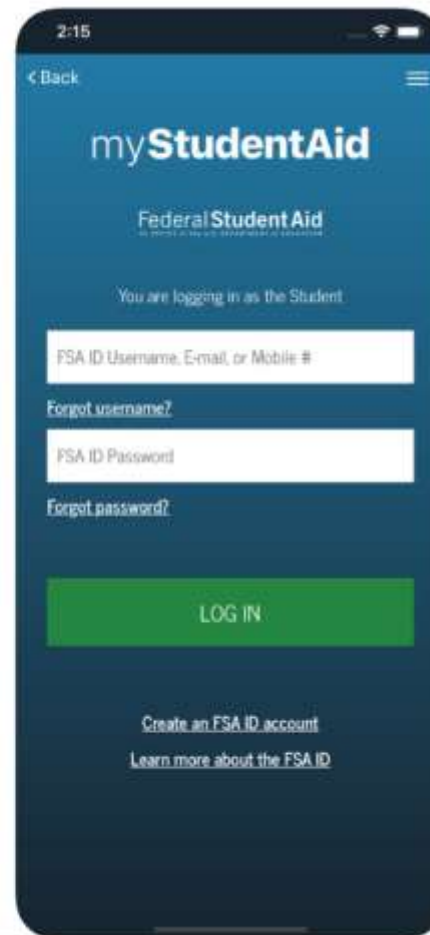 2:15
< Back
myStudentAid
Federal Student Aid
You are logging in as the Student
FSA ID Username, E-mail, or Mobile #
Forgot username?
FSA ID Password
Forgot password?
LOG IN
Create an FSA ID account
Learn more about the FSA ID